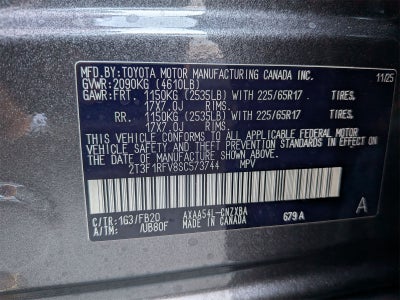 MFD.BY: TOYOTA MOTOR MANUFACTURING CANADA INC. 11/25
GVWR: 2090KG (4610LB)
GAWR: FRT. 1150KG (2535LB) WITH 225/65R17 TIRES,
17X7.0J RIMS,
RR. 1150KG (2535LB) WITH 225/65R17 TIRES,
17X7.0J RIMS,
THIS VEHICLE CONFORMS TO ALL APPLICABLE FEDERAL MOTOR
VEHICLE SAFETY, BUMPER, AND THEFT PREVENTION STANDARDS IN EFFECT
ON THE DATE OF MANUFACTURE SHOWN ABOVE.
2T3F1RFV8SC573744 MPV
C/TR: 1G3/FB20 AXAA54L-CNZXBA A
A/TM: /UB80F MADE IN CANADA 679A